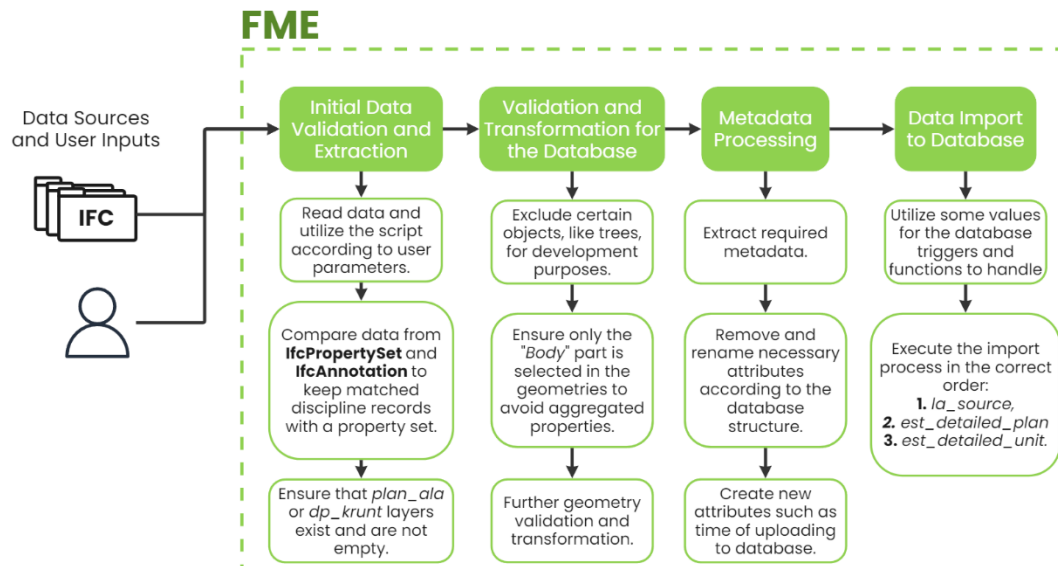 FME
Data Sources
and User Inputs
IFC
Initial Data
Validation and
Extraction
Read data and
utilize the script
according to user
parameters.
Compare data from
IfcPropertySet and
IfcAnnotation to
keep matched
discipline records
with a property set.
Ensure that plan_ala
or dp_krunt layers
exist and are not
empty.
Validation and
Transformation for
the Database
Exclude certain
objects, like trees,
for development
purposes.
Ensure only the
"Body" part is
selected in the
geometries to
avoid aggregated
properties.
Further geometry
validation and
transformation.
Metadata
Processing
Extract required
metadata.
Remove and
rename necessary
attributes
according to the
database
structure.
Create new
attributes such as
time of uploading
to database.
Data Import
to Database
Utilize some values
for the database
triggers and
functions to handle
Execute the import
process in the correct
order:
1. la_source,
2. est_detailed_plan
3. est_detailed_unit.